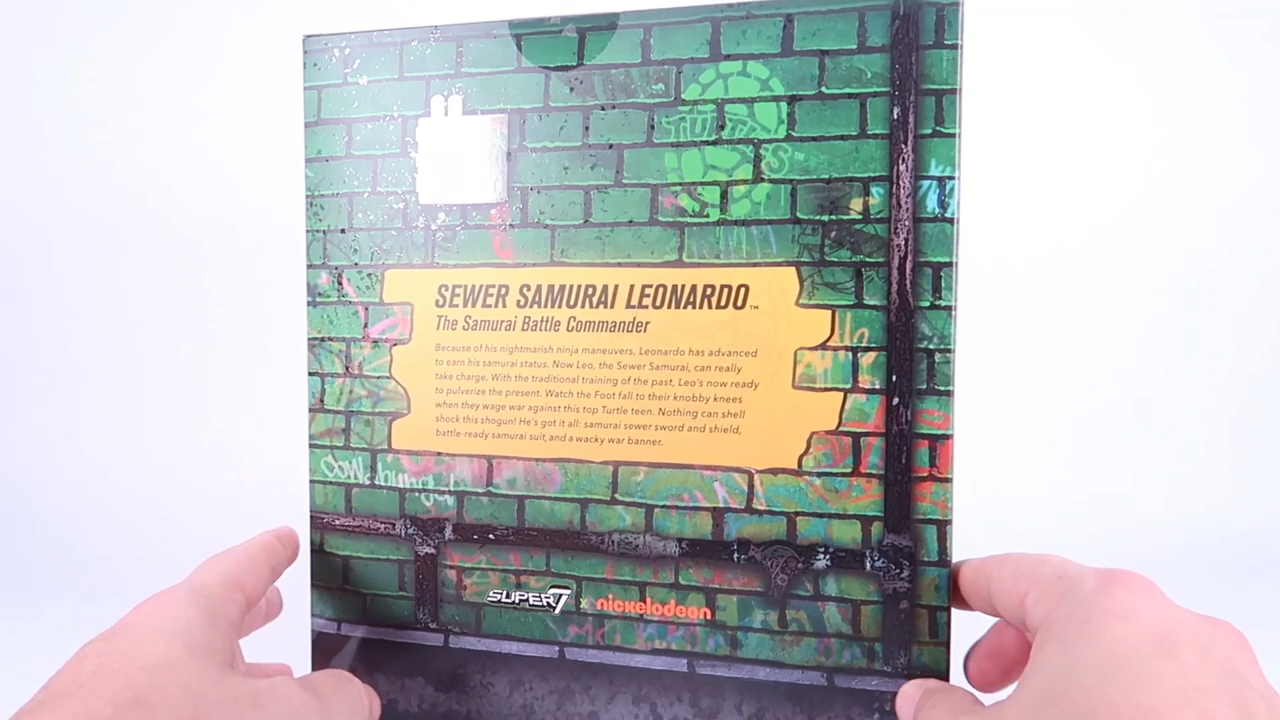 TURTLES™
SEWER SAMURAI LEONARDO™
The Samurai Battle Commander
Because of his nightmarish ninja maneuvers, Leonardo has advanced
to earn his samurai status. Now Leo, the Sewer Samurai, can really
take charge. With the traditional training of the past, Leo's now ready
to pulverize the present. Watch the Foot fall to their knobby knees
when they wage war against this top Turtle teen. Nothing can shell
shock this shogun! He's got it all: samurai sewer sword and shield,
battle-ready samurai suit, and a wacky war banner.
Cowabunga!
SUPER7 x nickelodeon